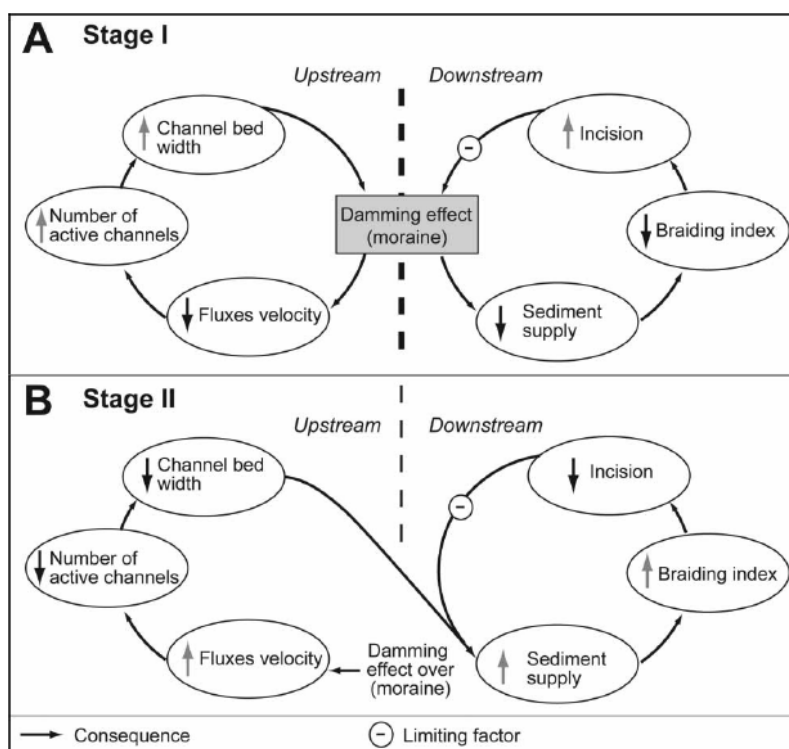 A Stage I
Upstream Downstream
Channel bed
width
Incision
-
Number of
active channels
Damming effect
(moraine)
Braiding index
Fluxes velocity
Sediment
supply
B Stage II
Upstream Downstream
Channel bed
width
Incision
-
Number of
active channels
Braiding index
Fluxes velocity
Damming
effect over
(moraine)
Sediment
supply
Consequence
- Limiting factor